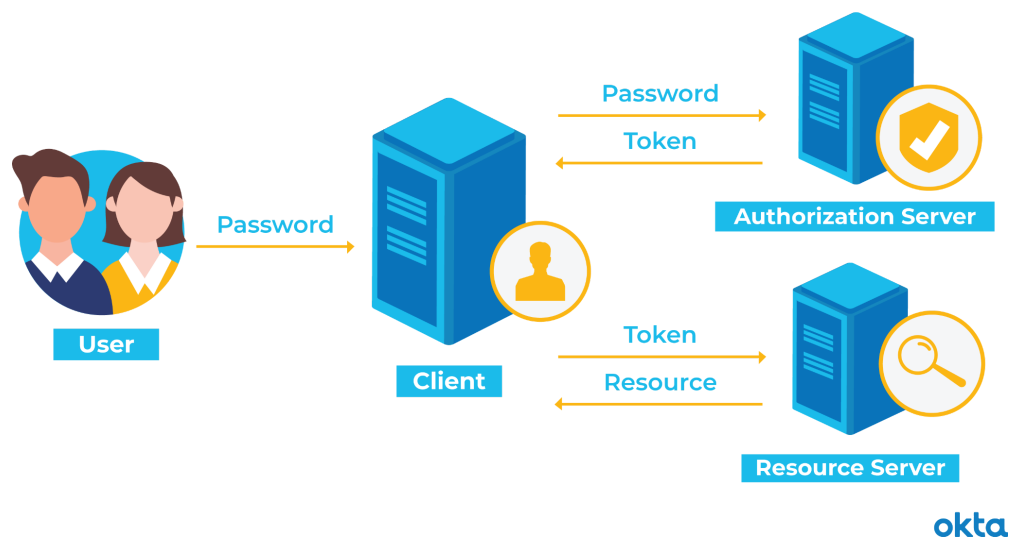 Password
User
Client
Password
Token
Authorization Server
Token
Resource
Resource Server
okta